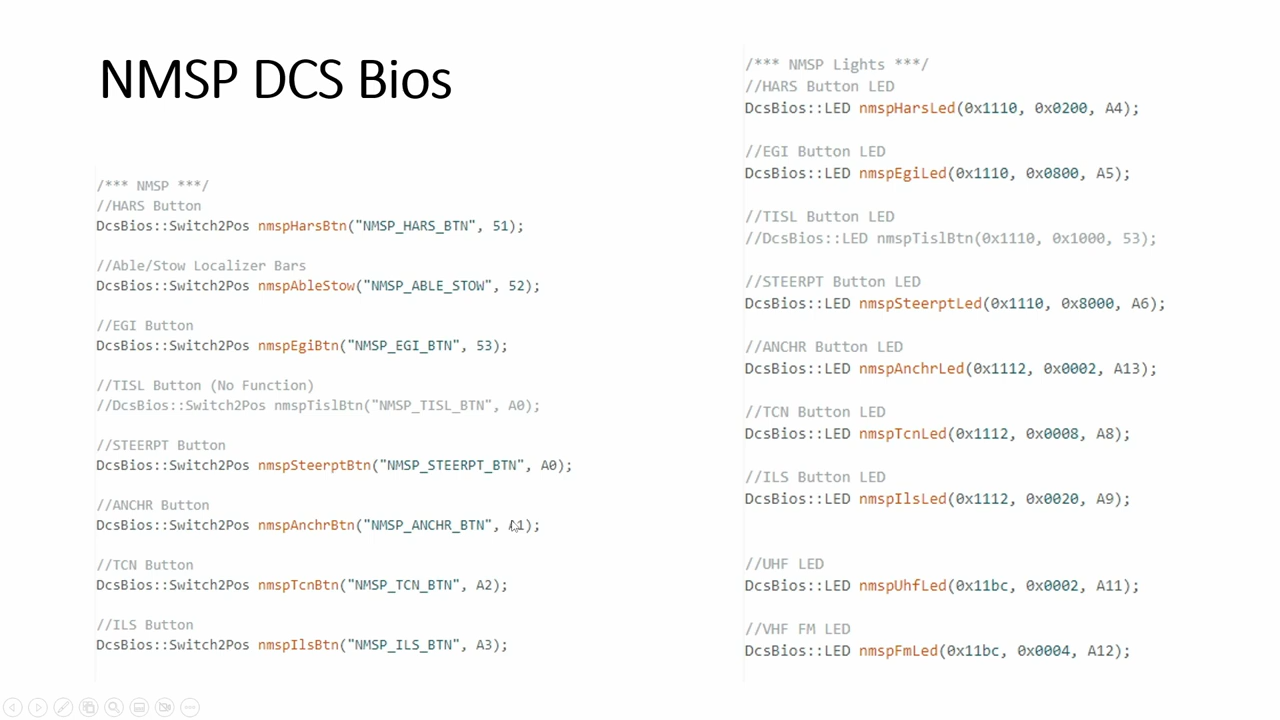 NMSP DCS Bios
/*** NMSP ***/
//HARS Button
DcsBios::Switch2Pos nmspHarsBtn("NMSP_HARS_BTN", 51);
//Able/Stow Localizer Bars
DcsBios::Switch2Pos nmspAbleStow("NMSP_ABLE_STOW", 52);
//EGI Button
DcsBios::Switch2Pos nmspEgiBtn("NMSP_EGI_BTN", 53);
//TISL Button (No Function)
//DcsBios::Switch2Pos nmspTislBtn("NMSP_TISL_BTN", A0);
//STEERPT Button
DcsBios::Switch2Pos nmspSteerptBtn("NMSP_STEERPT_BTN", A0);
//ANCHR Button
DcsBios::Switch2Pos nmspAnchrBtn("NMSP_ANCHR_BTN", A1);
//TCN Button
DcsBios::Switch2Pos nmspTcnBtn("NMSP_TCN_BTN", A2);
//ILS Button
DcsBios::Switch2Pos nmspIlsBtn("NMSP_ILS_BTN", A3);
/*** NMSP Lights ***/
//HARS Button LED
DcsBios::LED nmspHarsLed(0x1110, 0x0200, A4);
//EGI Button LED
DcsBios::LED nmspEgiLed(0x1110, 0x0800, A5);
//TISL Button LED
//DcsBios::LED nmspTislBtn(0x1110, 0x1000, 53);
//STEERPT Button LED
DcsBios::LED nmspSteerptLed(0x1110, 0x8000, A6);
//ANCHR Button LED
DcsBios::LED nmspAnchrLed(0x1112, 0x0002, A13);
//TCN Button LED
DcsBios::LED nmspTcnLed(0x1112, 0x0008, A8);
//ILS Button LED
DcsBios::LED nmspIlsLed(0x1112, 0x0020, A9);
//UHF LED
DcsBios::LED nmspUhfLed(0x11bc, 0x0002, A11);
//VHF FM LED
DcsBios::LED nmspFmLed(0x11bc, 0x0004, A12);